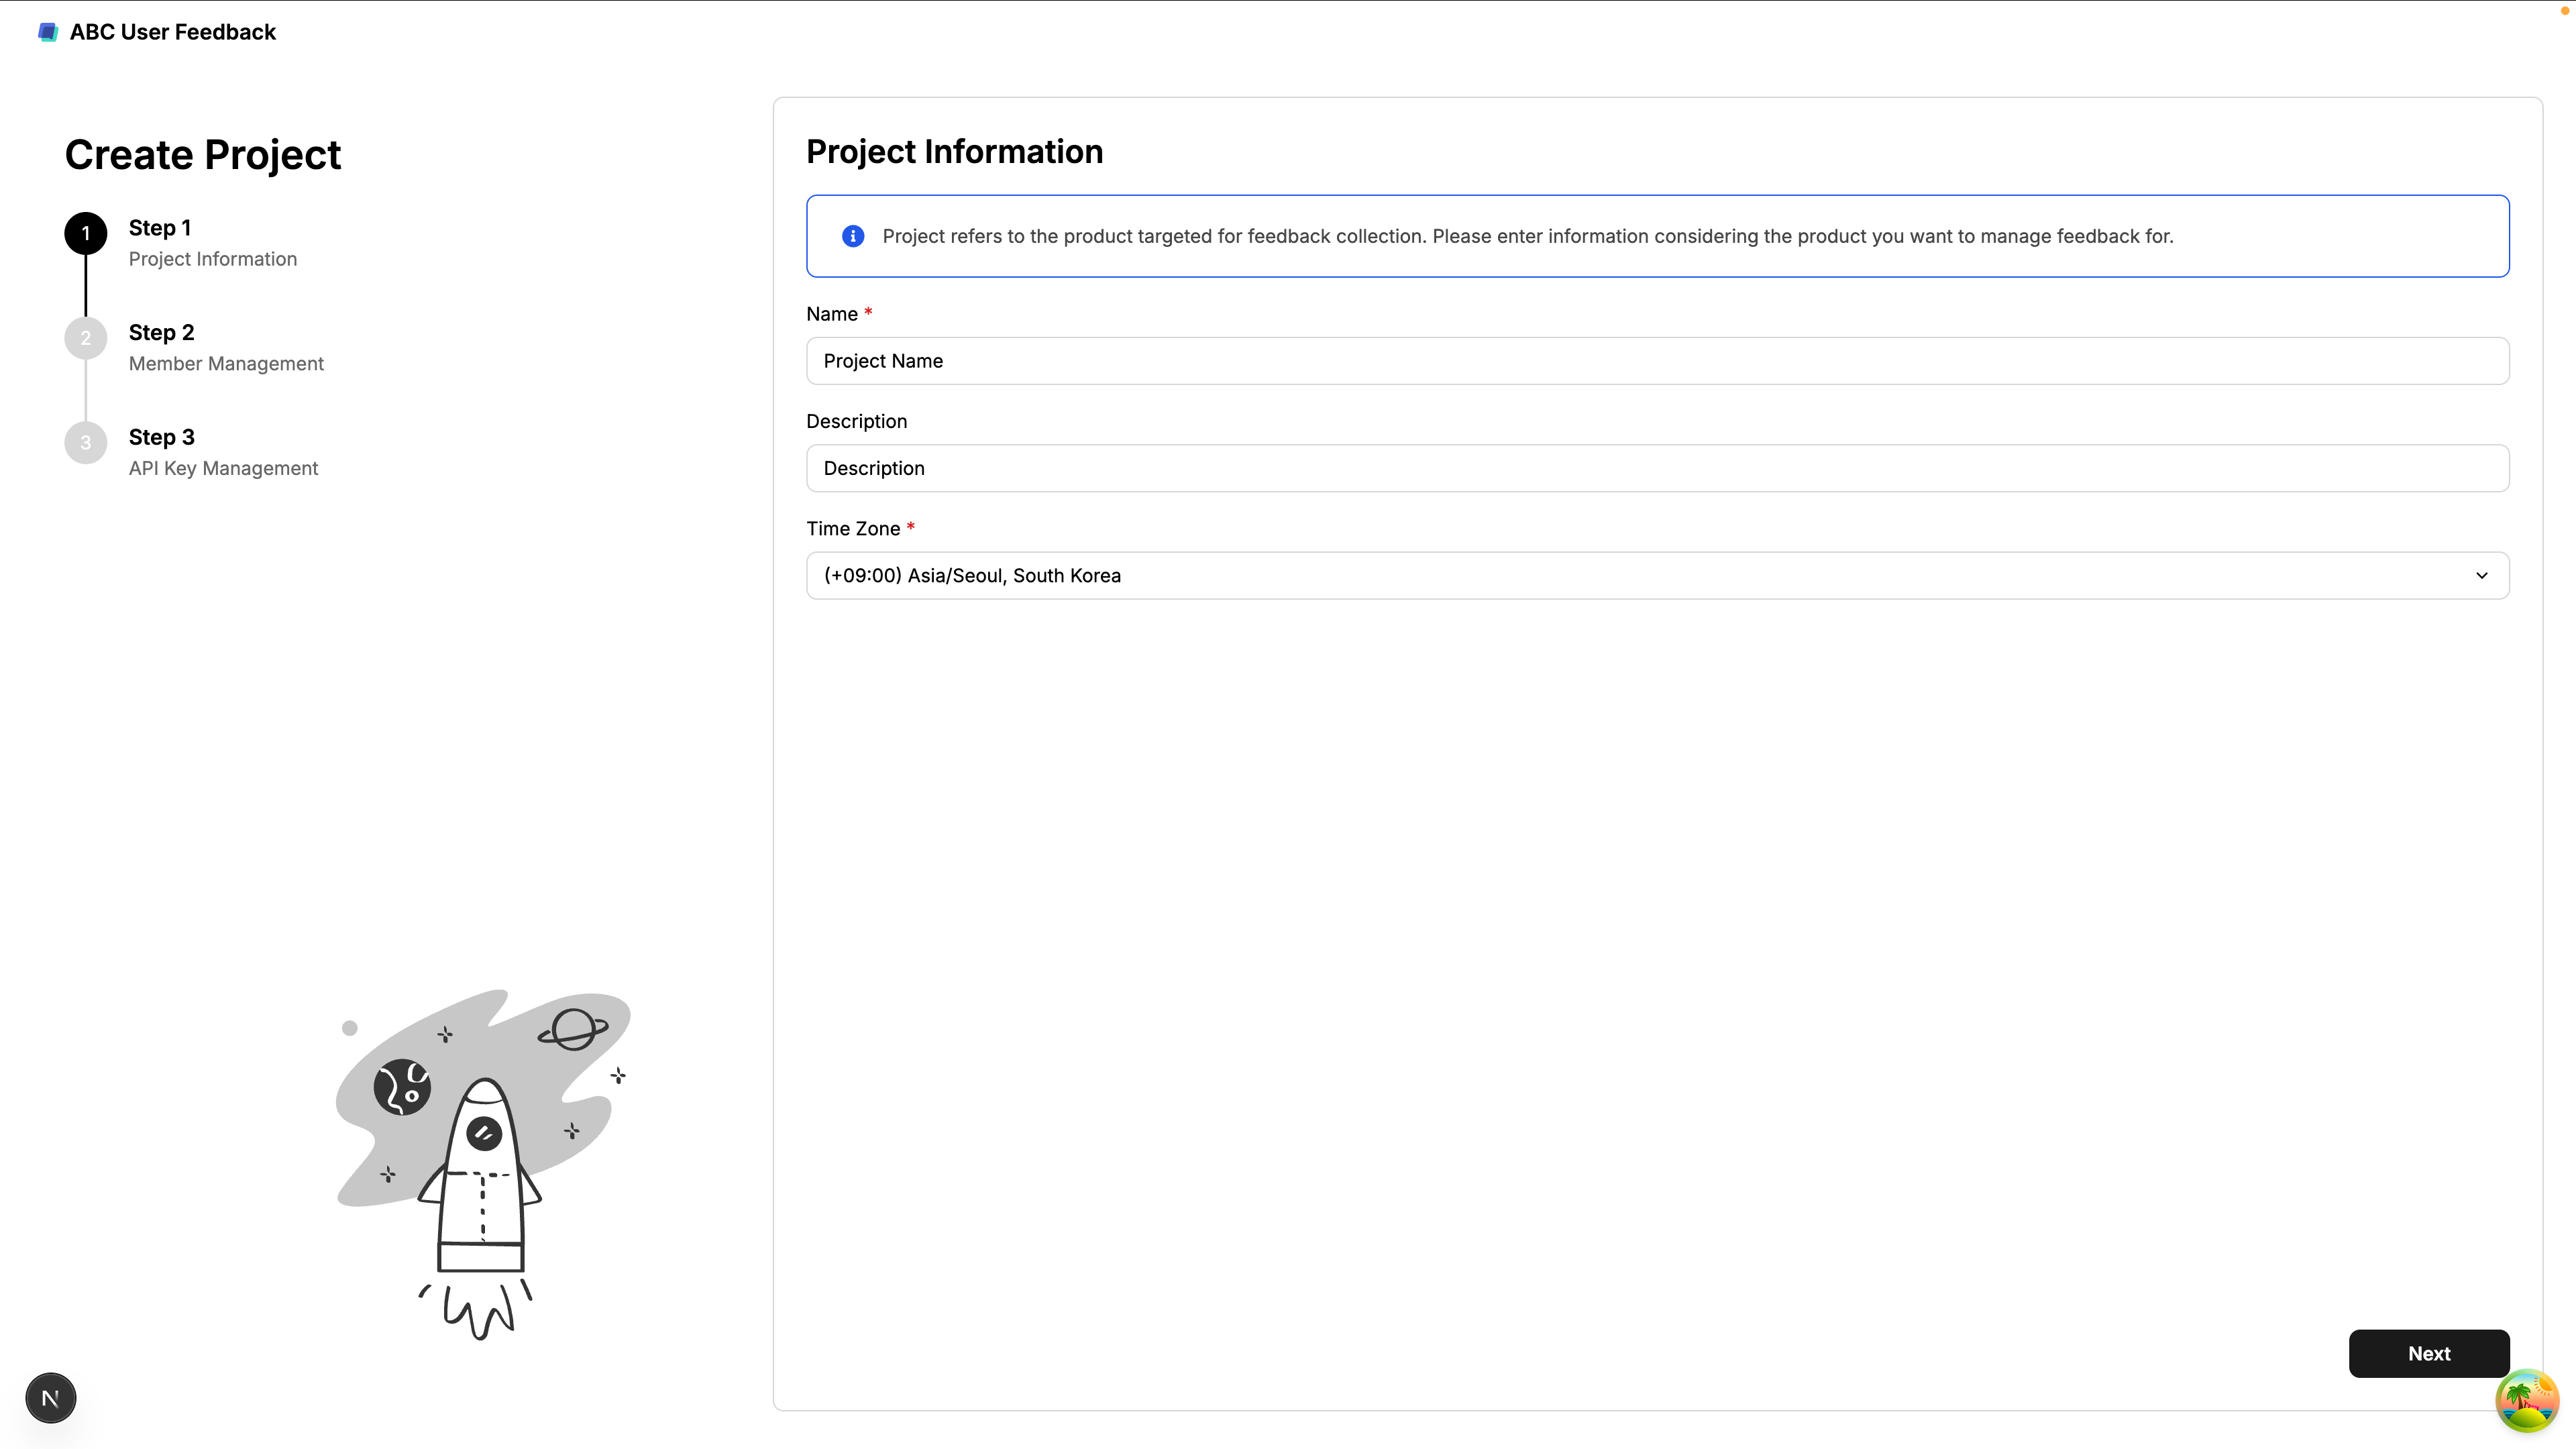 ABC User Feedback
Create Project
1
Step 1
Project Information
2
Step 2
Member Management
3
Step 3
API Key Management
Project Information
Project refers to the product targeted for feedback collection. Please enter information considering the product you want to manage feedback for.
Name *
Project Name
Description
Description
Time Zone *
(+09:00) Asia/Seoul, South Korea
Next
N